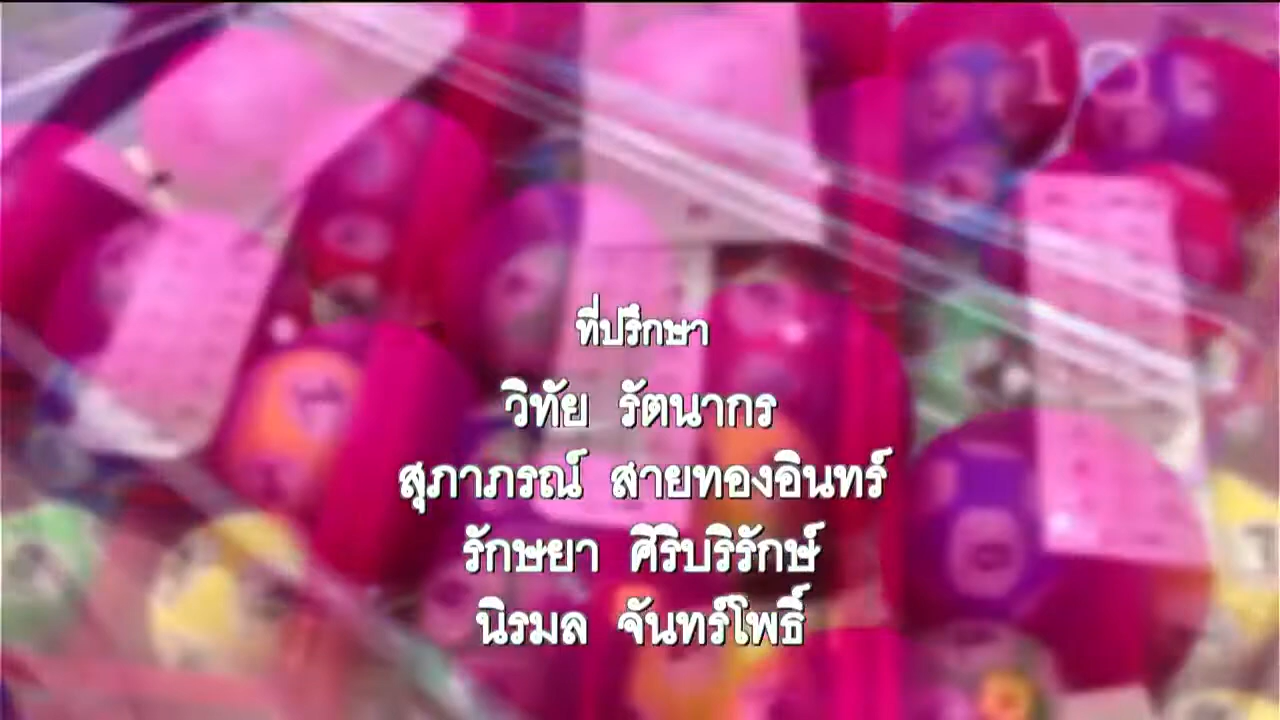 ที่ปรึกษา
วิทัย รัตนากร
สุภาภรณ์ สายทองอินทร์
รักษยา ศิริบริรักษ์
นิรมล จันทร์โพธิ์